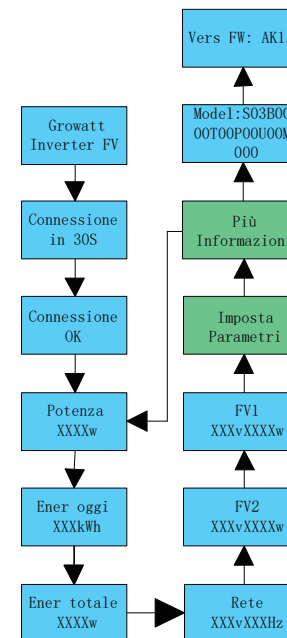 Growatt
Inverter FV
Connessione
in 30S
Connessione
OK
Potenza
XXXXw
Ener oggi
XXXkWh
Ener totale
XXXXw
Rete
XXXvXXXHz
FV2
XXXvXXXXw
FV1
XXXvXXXXw
Imposta
Parametri
Più
Informazioni
Model:S03B00
00T00P00U00M
000
Vers FW: AK1.